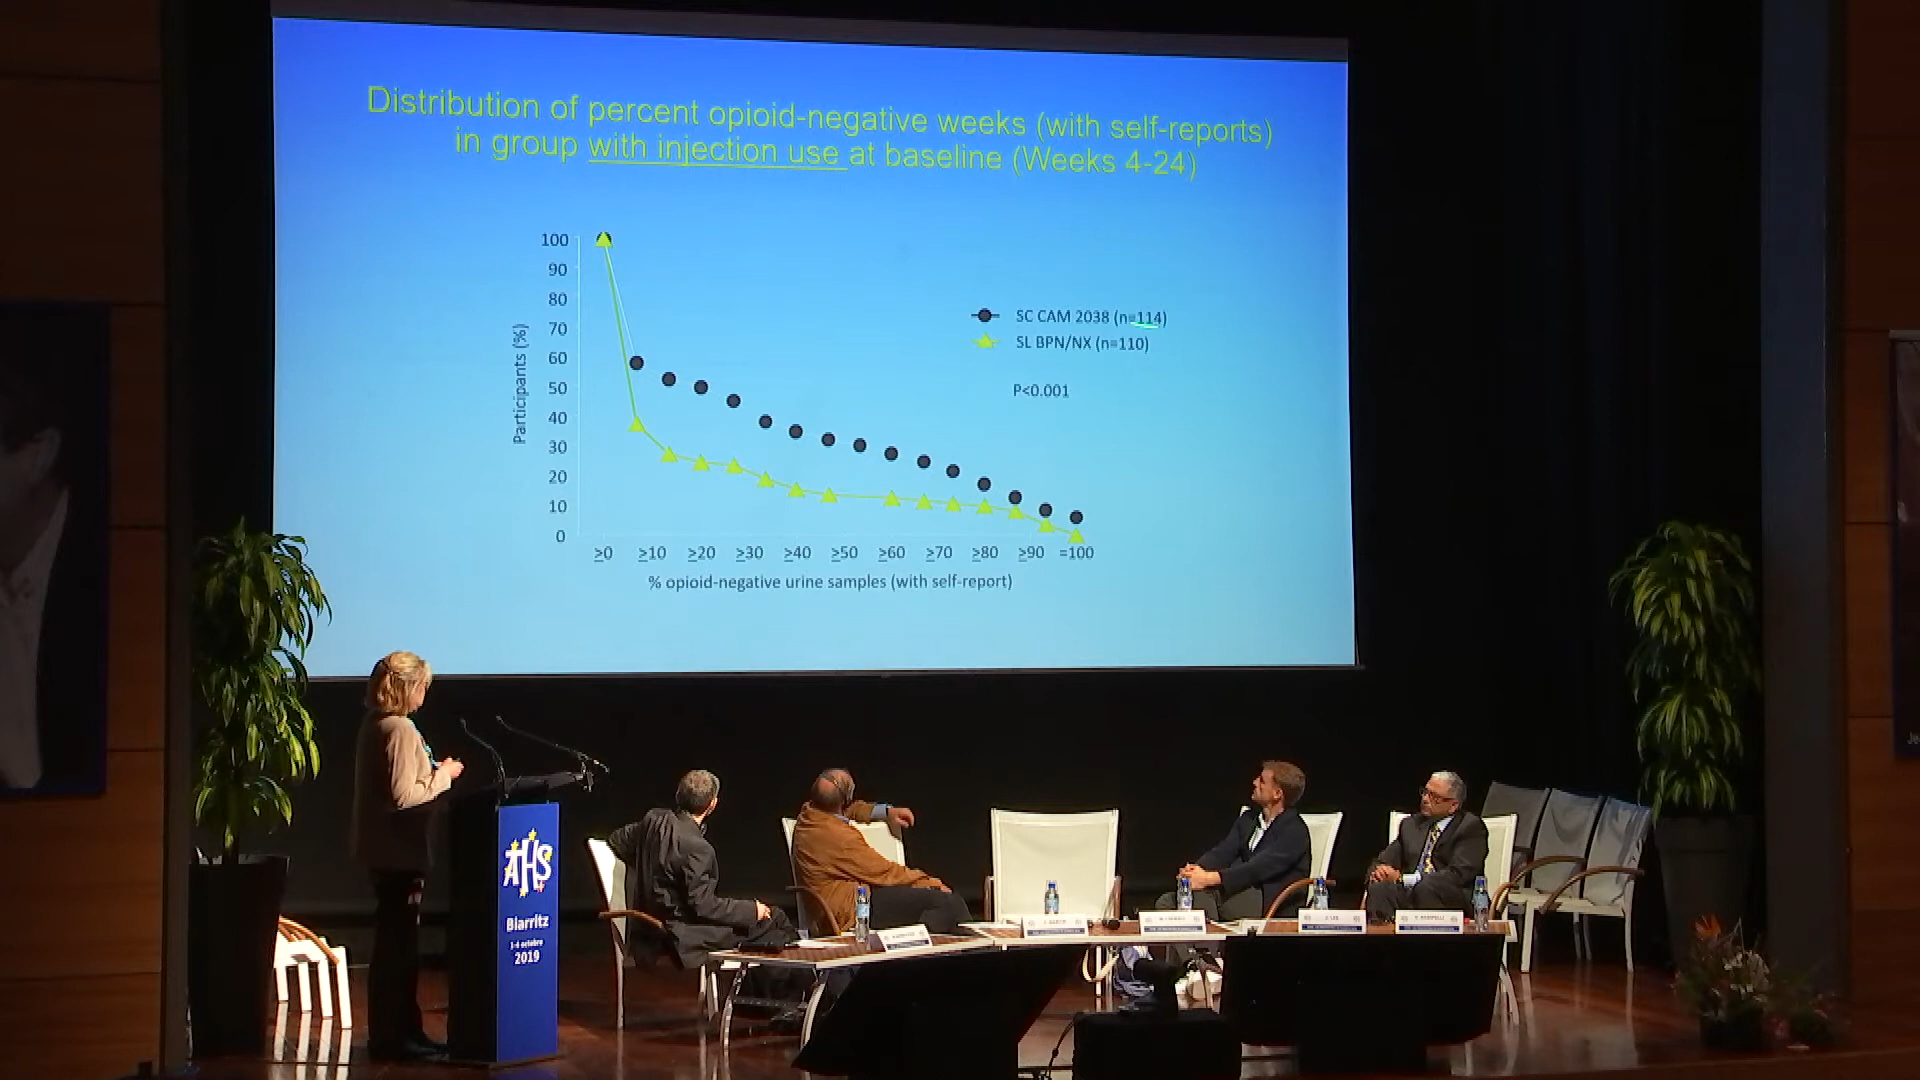 Distribution of percent opioid-negative weeks (with self-reports)
in group with injection use at baseline (Weeks 4-24)
Participants (%)
100
90
80
70
60
50
40
30
20
10
0
SC CAM 2038 (n=114)
SL BPN/NX (n=110)
P<0.001
≥0 ≥10 ≥20 ≥30 ≥40 ≥50 ≥60 ≥70 ≥80 ≥90 =100
% opioid-negative urine samples (with self-report)
AHS
Biarritz
1-4 octobre
2019